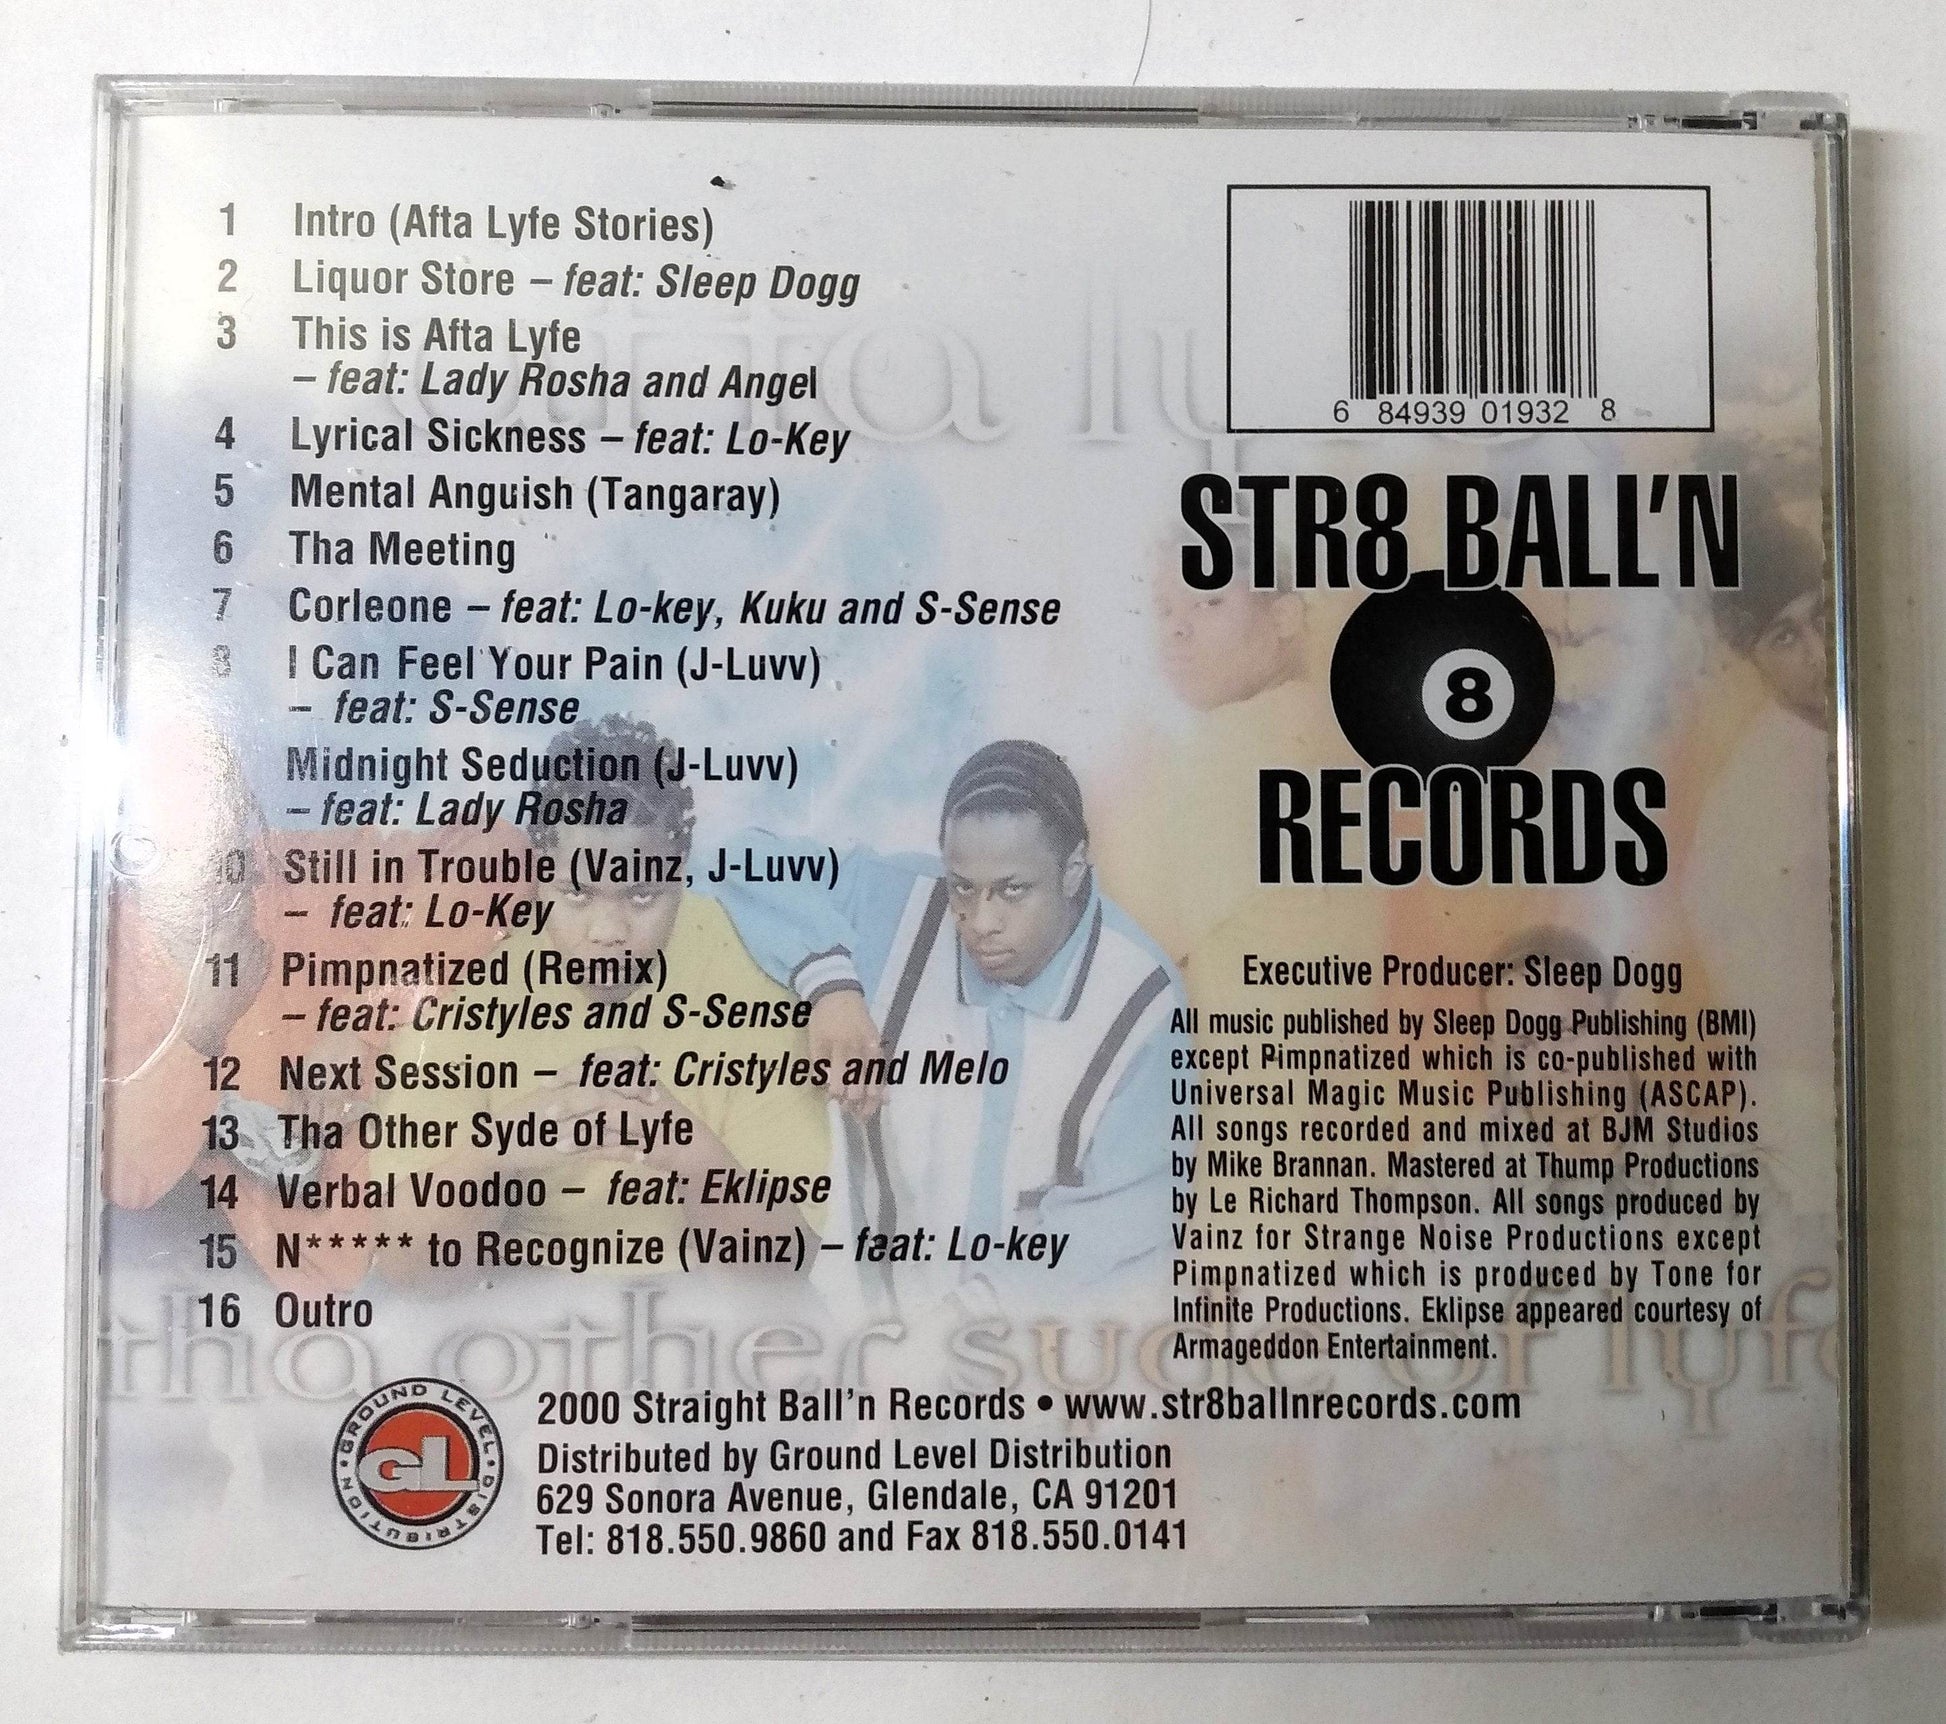 1 Intro (Afta Lyfe Stories)
2 Liquor Store – feat: Sleep Dogg
3 This is Afta Lyfe
– feat: Lady Rosha and Angel
4 Lyrical Sickness – feat: Lo-Key
5 Mental Anguish (Tangaray)
6 Tha Meeting
7 Corleone – feat: Lo-key, Kuku and S-Sense
8 I Can Feel Your Pain (J-Luvv)
– feat: S-Sense
Midnight Seduction (J-Luvv)
– feat: Lady Rosha
10 Still in Trouble (Vainz, J-Luvv)
– feat: Lo-Key
11 Pimpnatized (Remix)
– feat: Cristyles and S-Sense
12 Next Session – feat: Cristyles and Melo
13 Tha Other Syde of Lyfe
14 Verbal Voodoo – feat: Eklipse
15 N***** to Recognize (Vainz) – feat: Lo-key
16 Outro
6 84939 01932 8
STR8 BALL'N
8
RECORDS
Executive Producer: Sleep Dogg
All music published by Sleep Dogg Publishing (BMI)
except Pimpnatized which is co-published with
Universal Magic Music Publishing (ASCAP).
All songs recorded and mixed at BJM Studios
by Mike Brannan. Mastered at Thump Productions
by Le Richard Thompson. All songs produced by
Vainz for Strange Noise Productions except
Pimpnatized which is produced by Tone for
Infinite Productions. Eklipse appeared courtesy of
Armageddon Entertainment.
afta ly
tha other syde of lyfe
GROUND LEVEL
GL
DISTRIBUTION
2000 Straight Ball'n Records • www.str8ballnrecords.com
Distributed by Ground Level Distribution
629 Sonora Avenue, Glendale, CA 91201
Tel: 818.550.9860 and Fax 818.550.0141